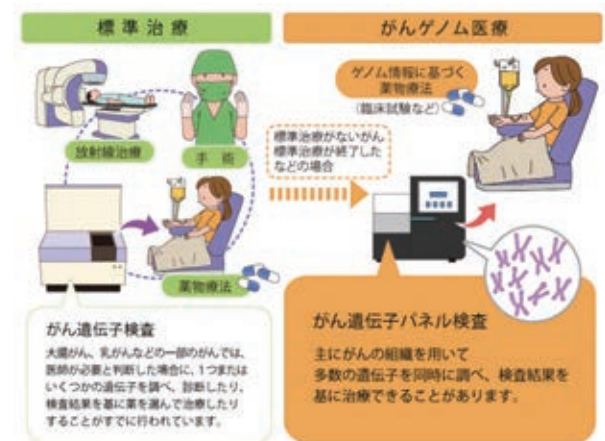 標準治療
がんゲノム医療
放射線治療
手術
薬物療法
ゲノム情報に基づく
薬物療法
(臨床試験など)
標準治療がないがん
標準治療が終了した
などの場合
がん遺伝子検査
大腸がん、乳がんなどの一部のがんでは、
医師が必要と判断した場合に、1つまたは
いくつかの遺伝子を調べ、診断したり、
検査結果を基に薬を選んで治療したり
することがすでに行われています。
がん遺伝子パネル検査
主にがんの組織を用いて
多数の遺伝子を同時に調べ、検査結果を
基に治療できることがあります。